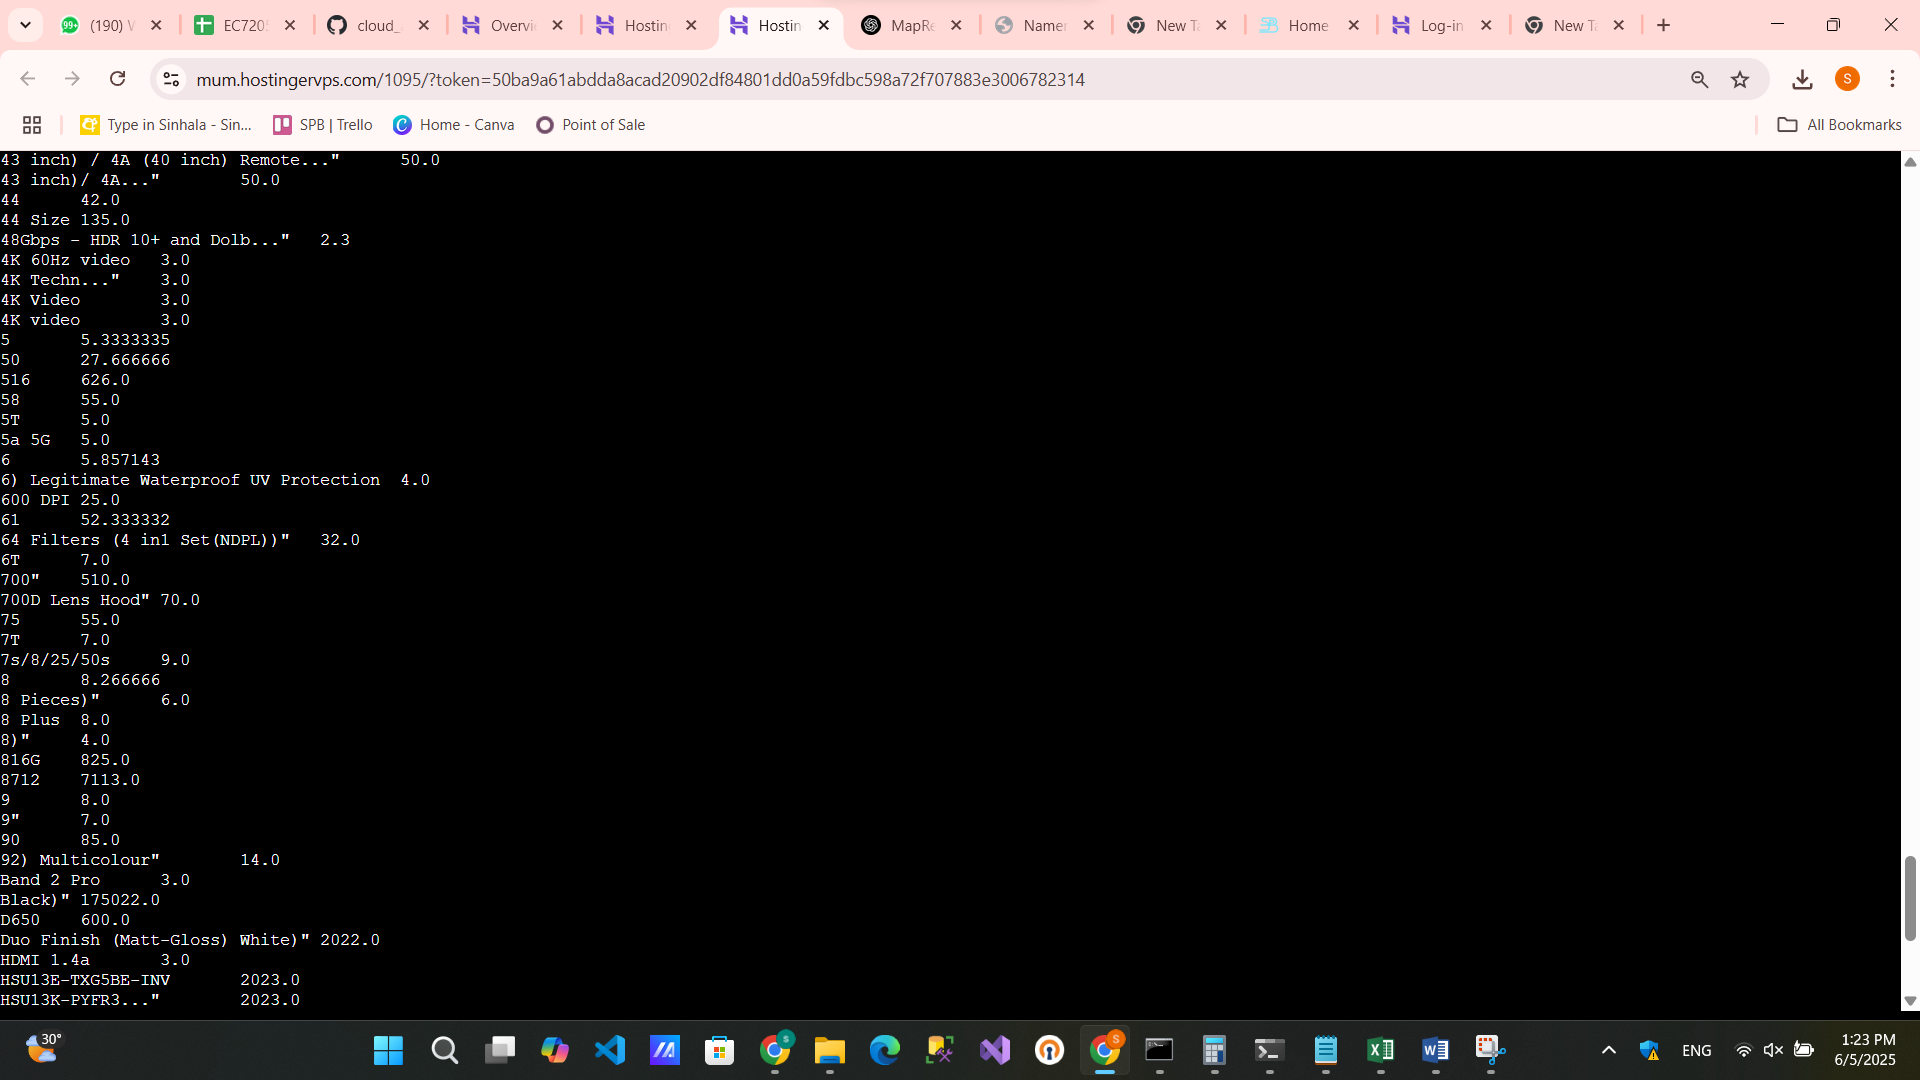 (190) W
EC7205
cloud_
Overvi
Hosting
Hostin
MapRe
Namen
New Ta
Home
Log-in
New Ta
mum.hostingervps.com/1095/?token=50ba9a61abdda8acad20902df84801dd0a59fdbc598a72f707883e3006782314
S
Type in Sinhala - Sin...
SPB | Trello
Home - Canva
Point of Sale
All Bookmarks
43 inch) / 4A (40 inch) Remote..." 50.0
43 inch)/ 4A..." 50.0
44 42.0
44 Size 135.0
48Gbps - HDR 10+ and Dolb..." 2.3
4K 60Hz video 3.0
4K Techn..." 3.0
4K Video 3.0
4K video 3.0
5 5.3333335
50 27.666666
516 626.0
58 55.0
5T 5.0
5a 5G 5.0
6 5.857143
6) Legitimate Waterproof UV Protection 4.0
600 DPI 25.0
61 52.333332
64 Filters (4 in1 Set(NDPL))" 32.0
6T 7.0
700" 510.0
700D Lens Hood" 70.0
75 55.0
7T 7.0
7s/8/25/50s 9.0
8 8.266666
8 Pieces)" 6.0
8 Plus 8.0
8)" 4.0
816G 825.0
8712 7113.0
9 8.0
9" 7.0
90 85.0
92) Multicolour" 14.0
Band 2 Pro 3.0
Black)" 175022.0
D650 600.0
Duo Finish (Matt-Gloss) White)" 2022.0
HDMI 1.4a 3.0
HSU13E-TXG5BE-INV 2023.0
HSU13K-PYFR3..." 2023.0
30°
ENG
1:23 PM
6/5/2025